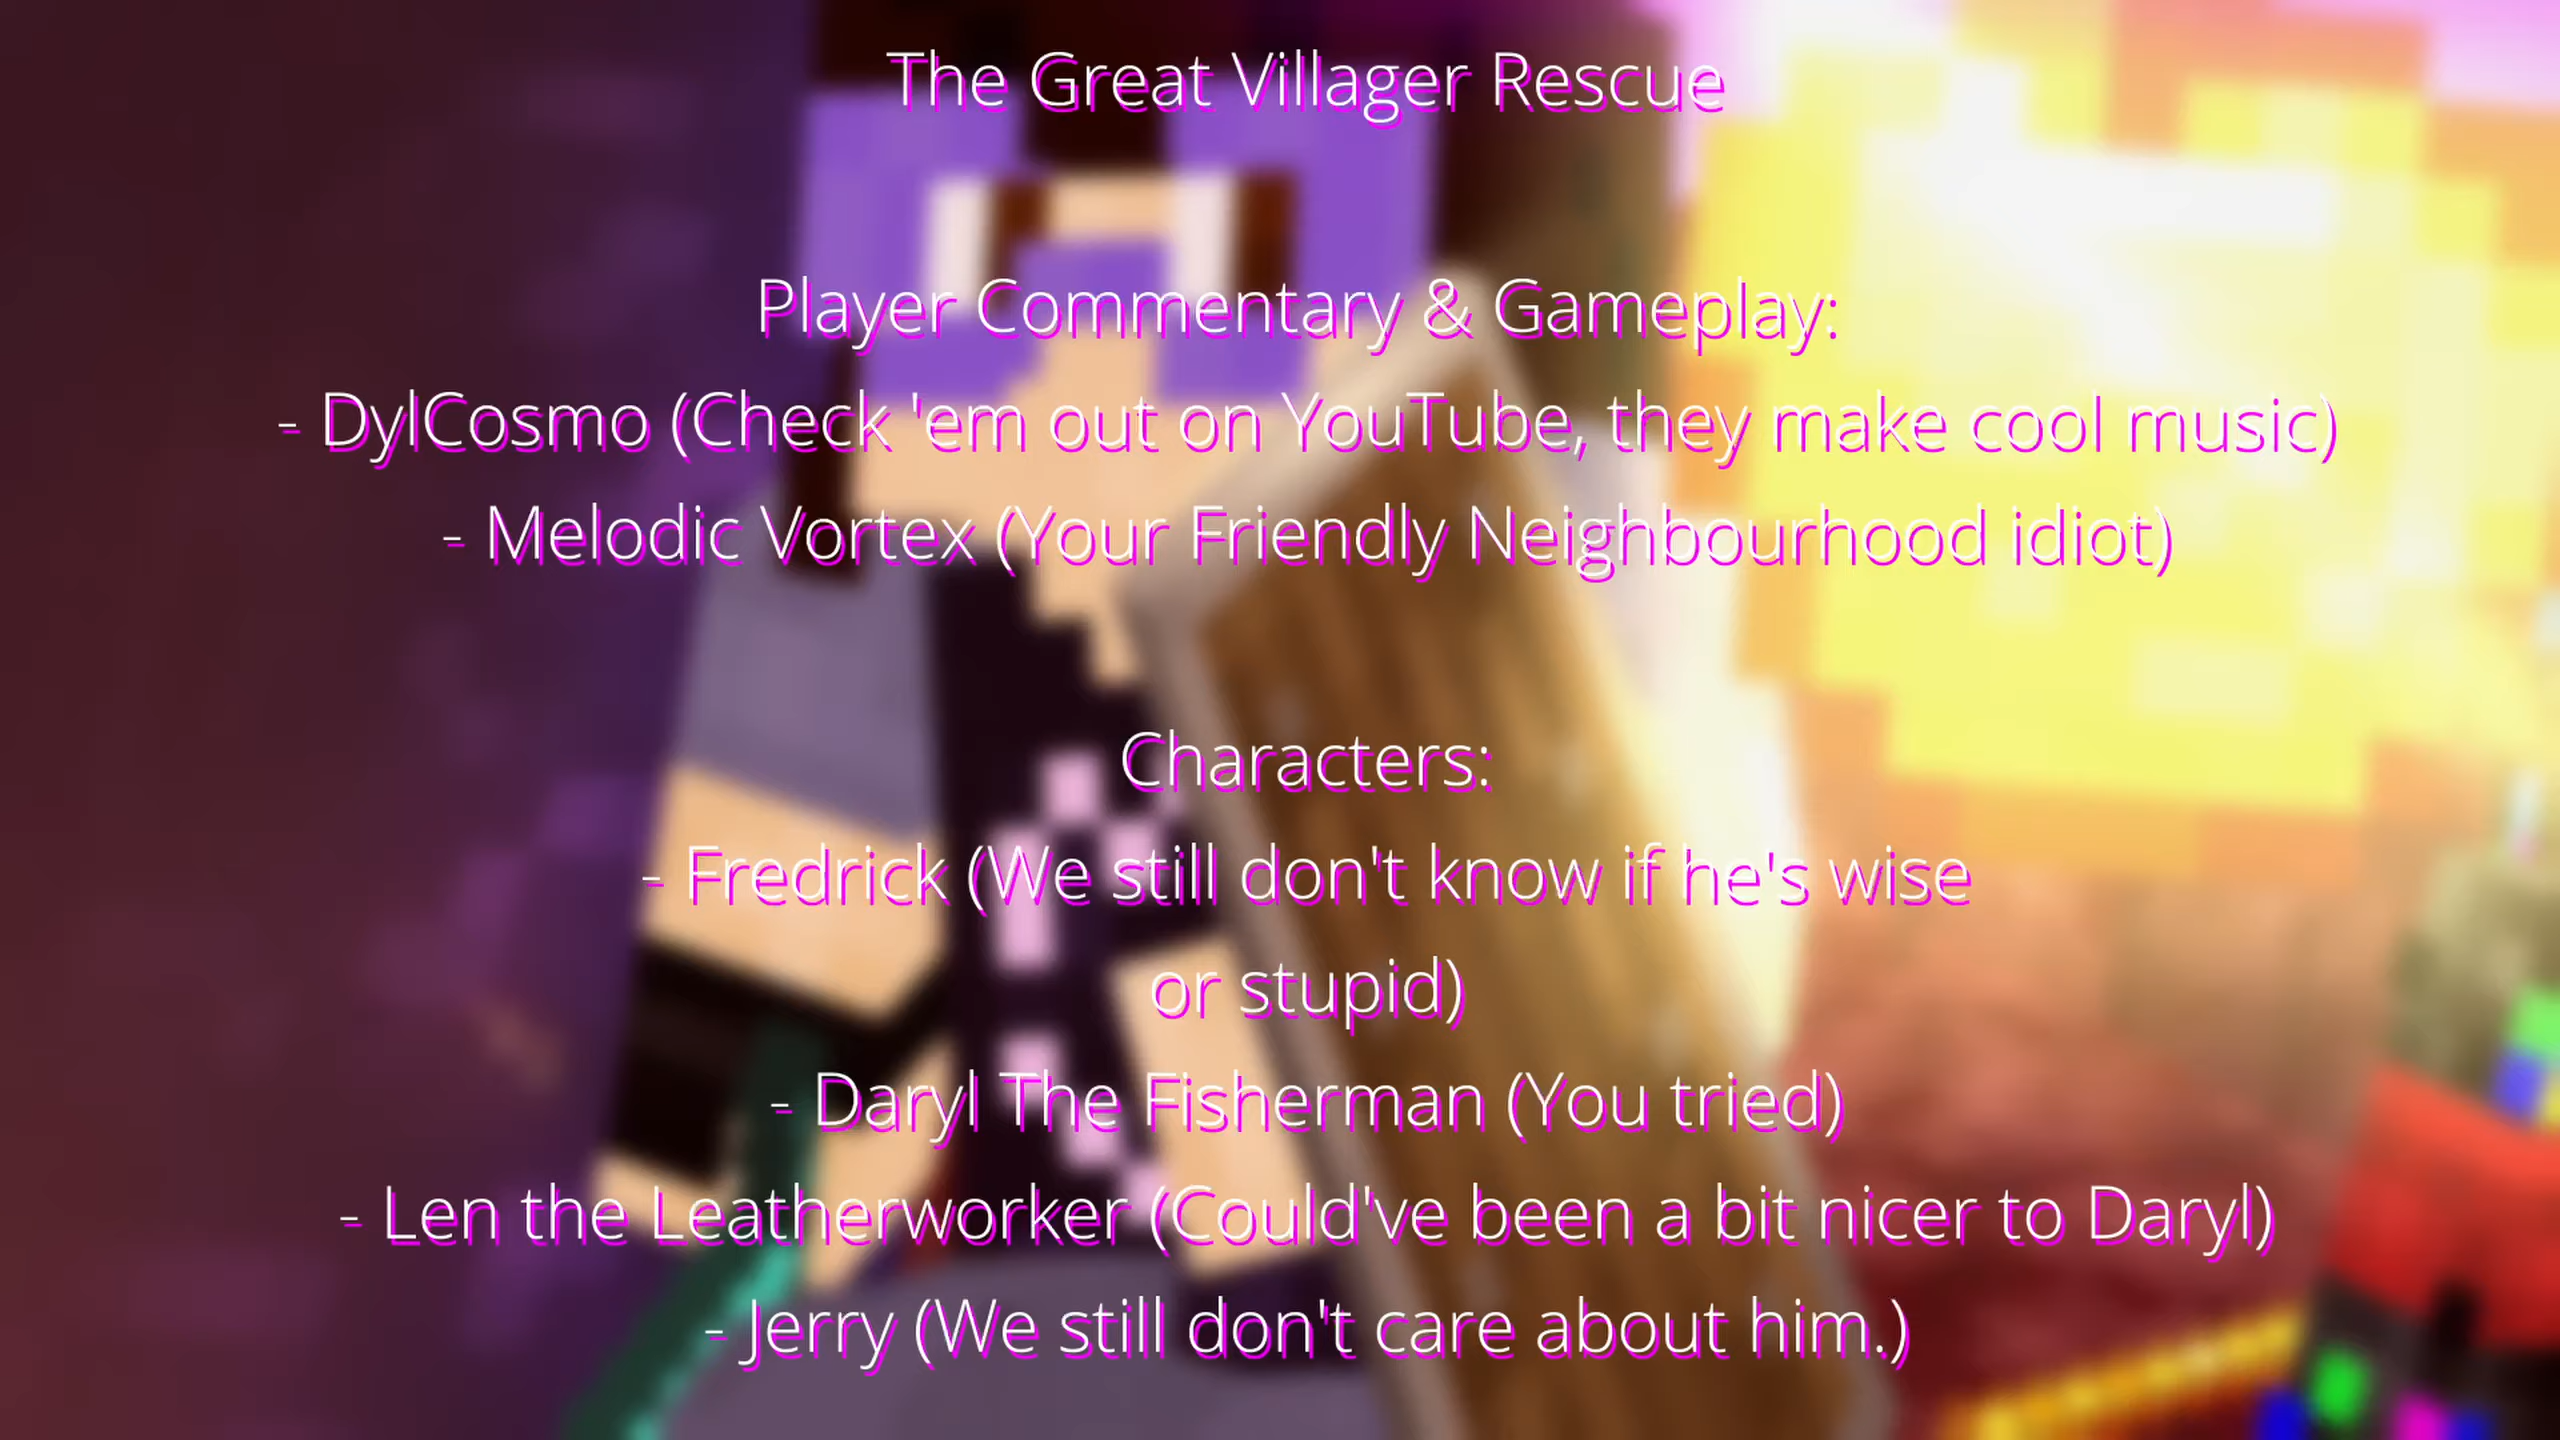 The Great Villager Rescue
Player Commentary & Gameplay:
- DylCosmo (Check 'em out on YouTube, they make cool music)
- Melodic Vortex (Your Friendly Neighbourhood idiot)
Characters:
- Fredrick (We still don't know if he's wise
or stupid)
- Daryl The Fisherman (You tried)
- Len the Leatherworker (Could've been a bit nicer to Daryl)
- Jerry (We still don't care about him.)